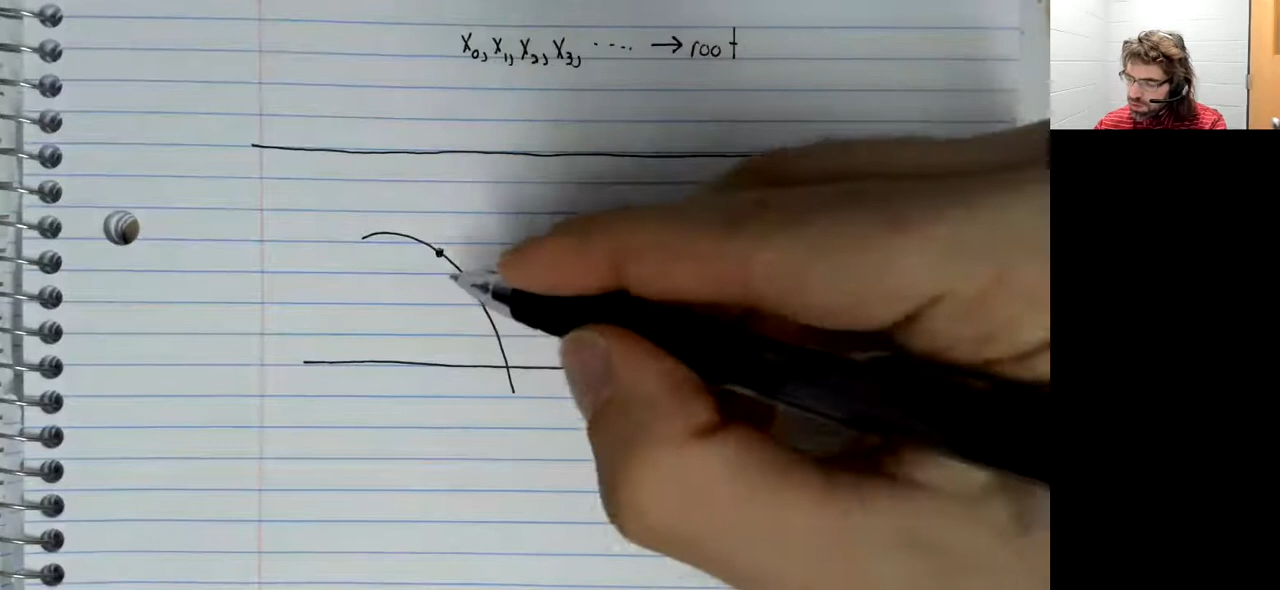 X₀, X₁, X₂, X₃, ..... → root